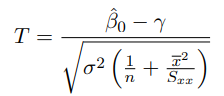 T = \frac{\hat{\beta}_0 - \gamma}{\sqrt{\sigma^2 \left( \frac{1}{n} + \frac{\overline{x}^2}{S_{xx}} \right)}}